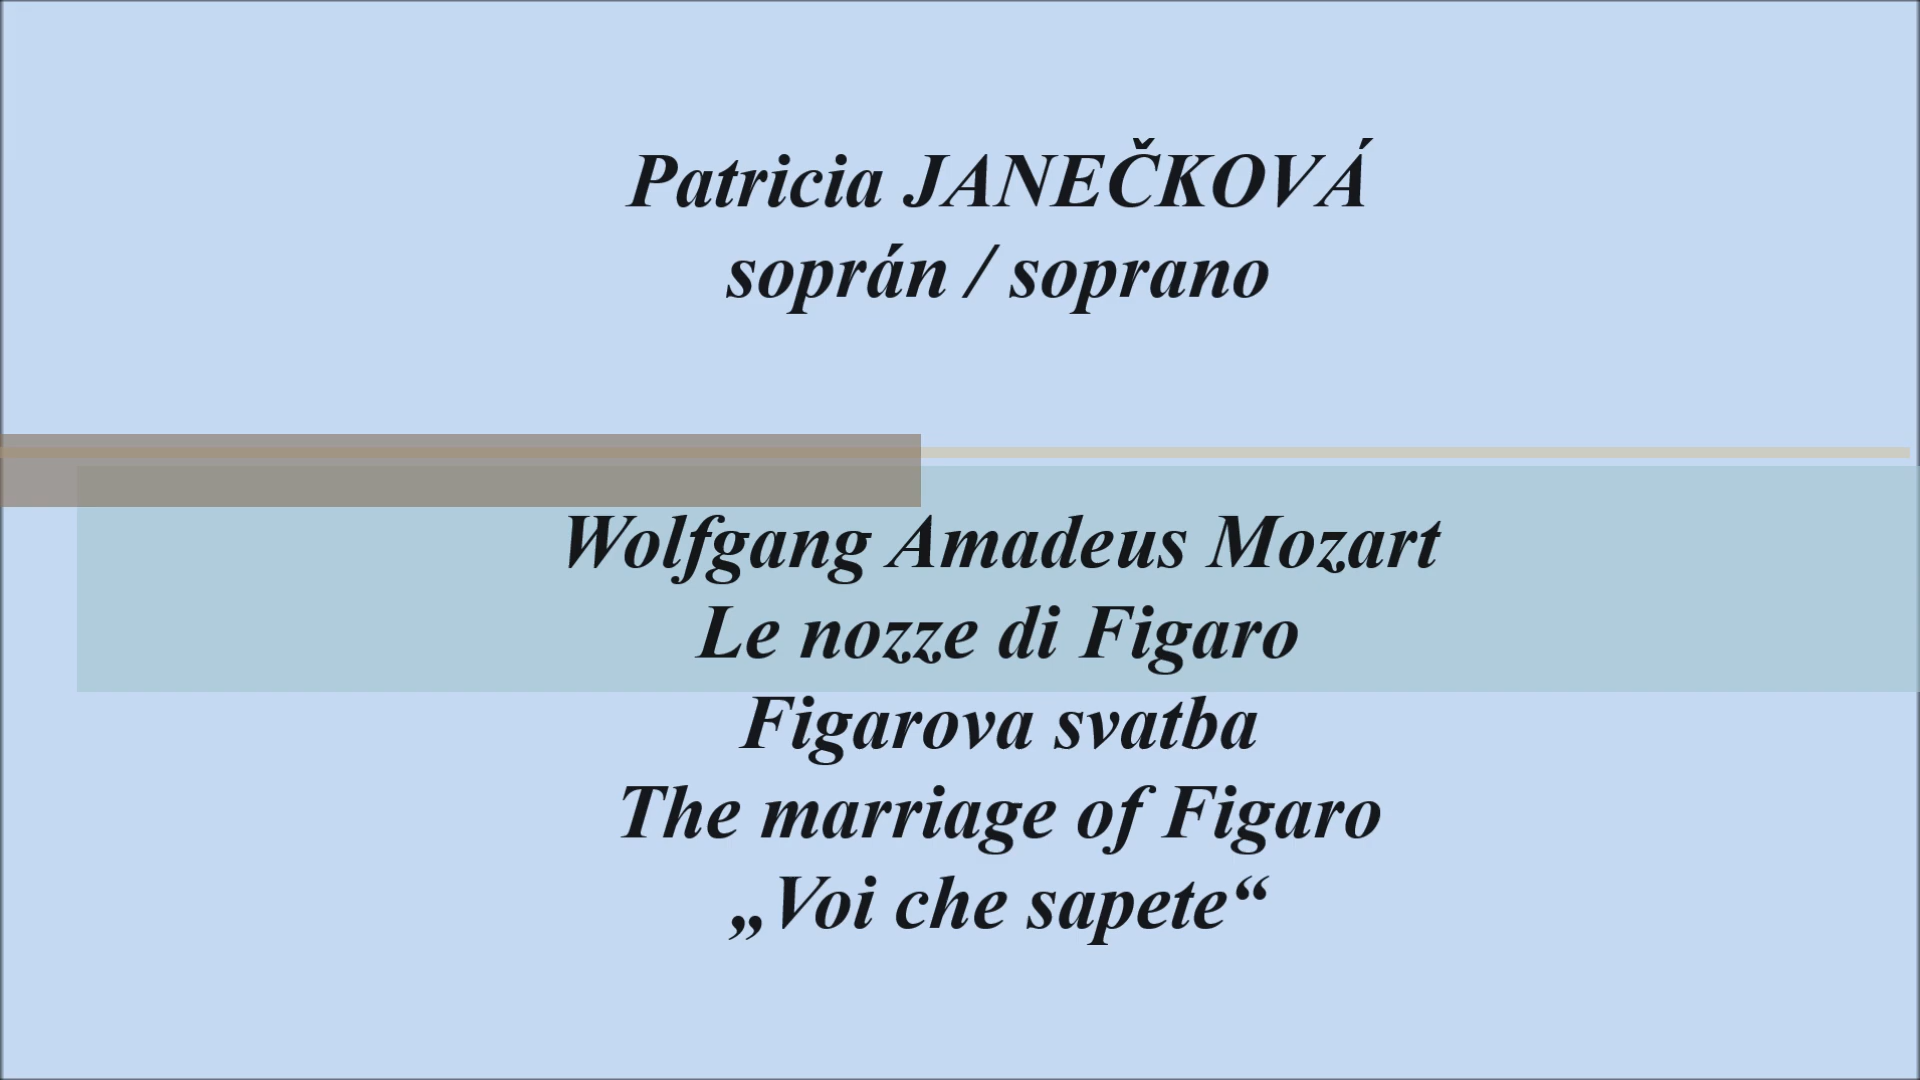 Patricia JANEČKOVÁ
soprán / soprano
Wolfgang Amadeus Mozart
Le nozze di Figaro
Figarova svatba
The marriage of Figaro
„Voi che sapete“